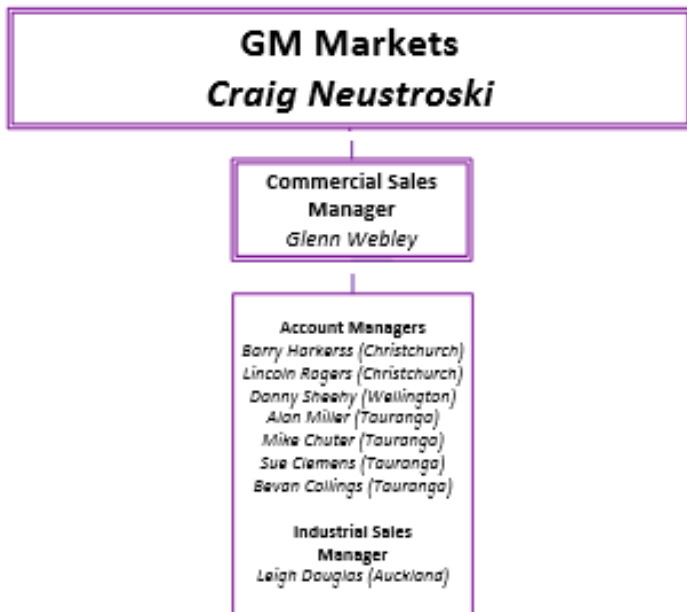 GM Markets
Craig Neustroski
Commercial Sales
Manager
Glenn Webley
Account Managers
Barry Harkerss (Christchurch)
Lincoln Rogers (Christchurch)
Danny Sheehy (Wellington)
Alan Miller (Tauranga)
Mike Chuter (Tauranga)
Sue Clemens (Tauranga)
Bevan Collings (Tauranga)
Industrial Sales
Manager
Leigh Douglas (Auckland)